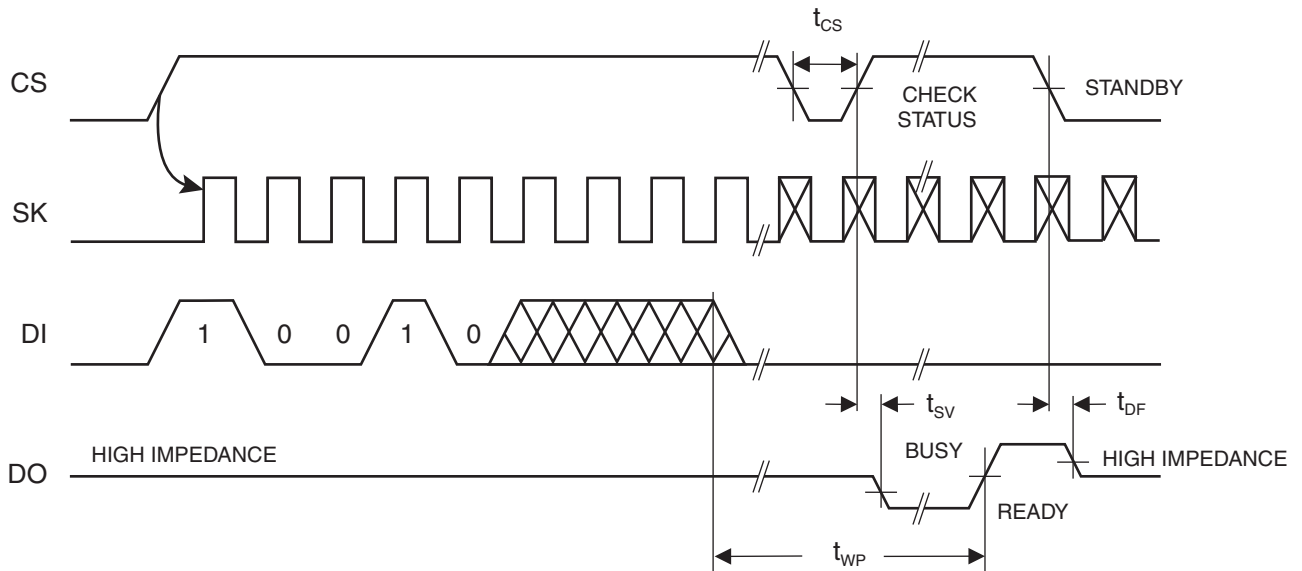 t_CS
CS
CHECK
STATUS
STANDBY
SK
DI
1 0 0 1 0
t_SV
t_DF
HIGH IMPEDANCE
BUSY
HIGH IMPEDANCE
DO
READY
t_WP